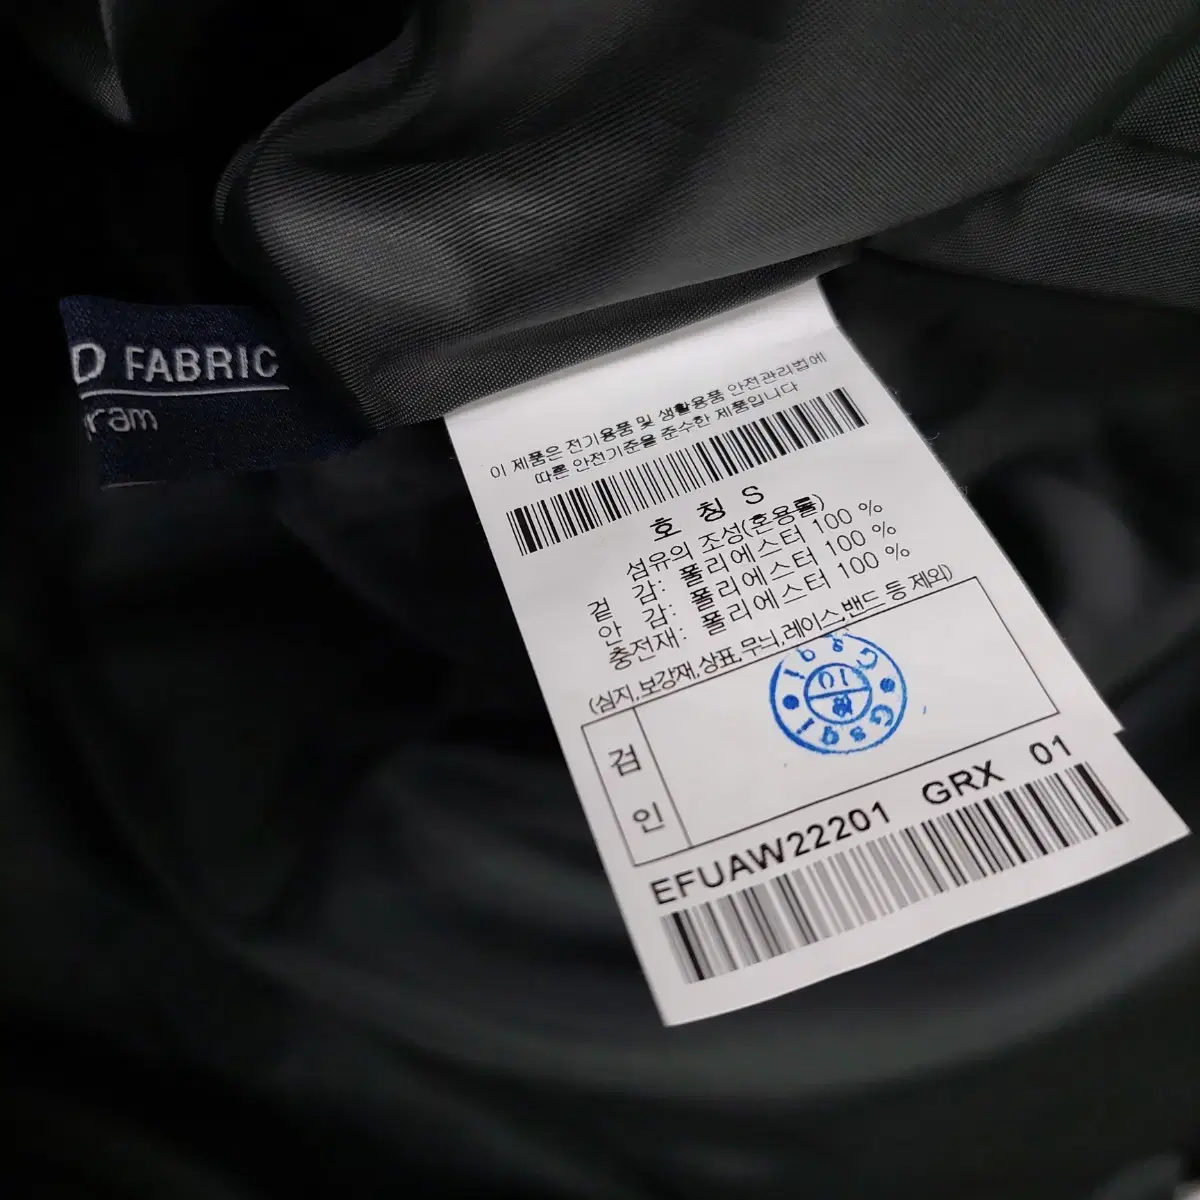 D FABRIC
ram
이 제품은 전기용품 및 생활용품 안전관리법에
따른 안전기준을 준수한 제품입니다
호 칭 S
섬유의 조성(혼용률)
겉 감: 폴리에스터 100 %
안 감: 폴리에스터 100 %
충전재: 폴리에스터 100 %
(심지,보강재,상표,무늬,레이스,밴드 등 제외)
검
인
10
EFUAW22201 GRX 01